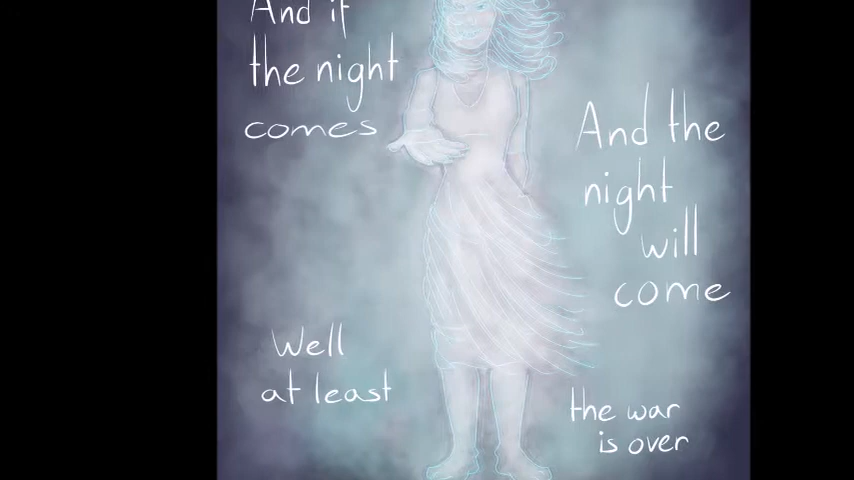 And if
the night
comes
And the
night
will
come
Well
at least
the war
is over